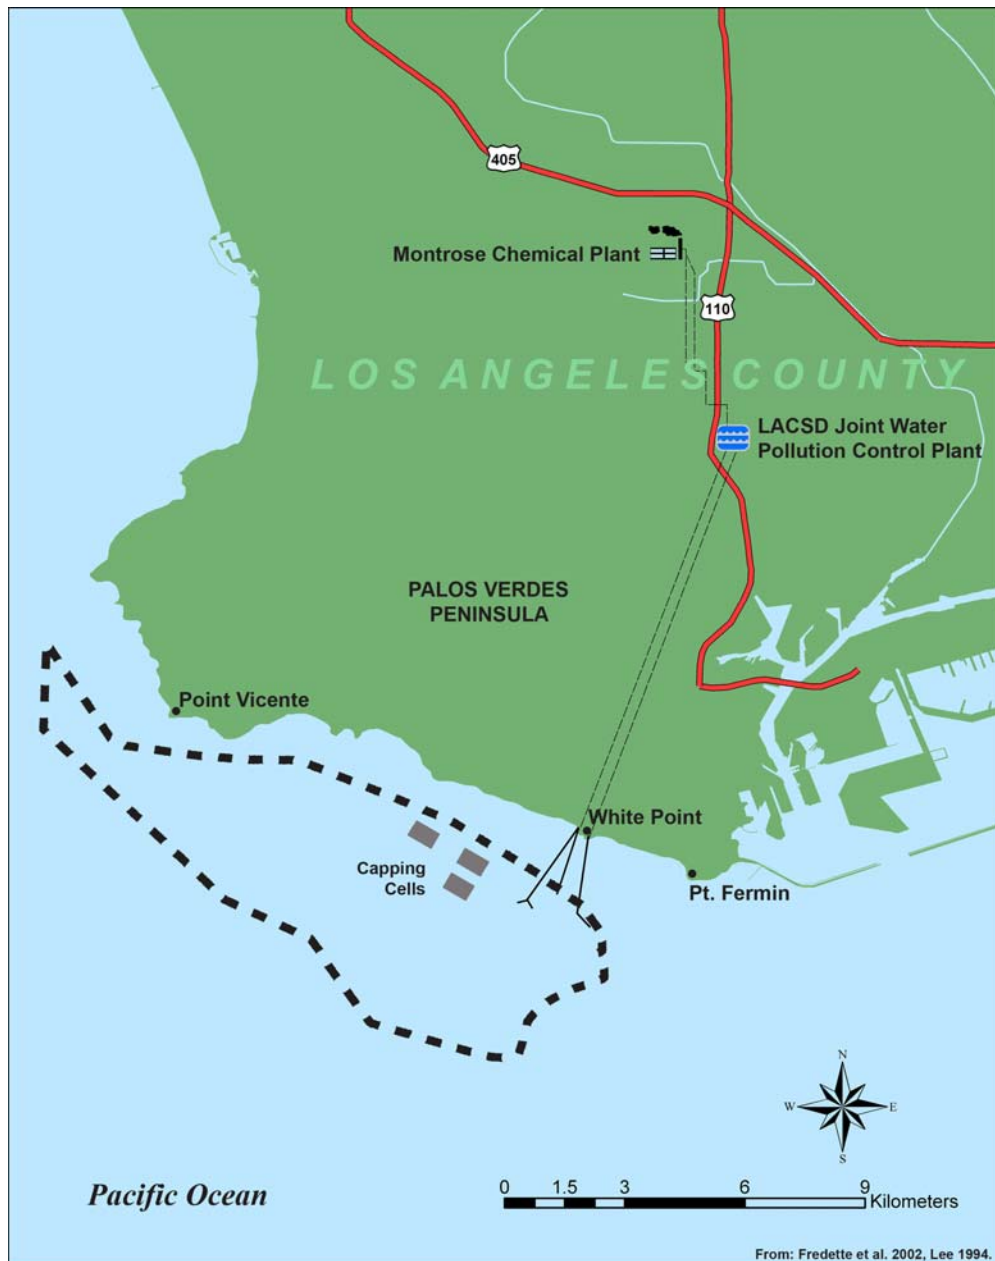 405
Montrose Chemical Plant
110
LOS ANGELES COUNTY
LACSD Joint Water
Pollution Control Plant
PALOS VERDES
PENINSULA
Point Vicente
White Point
Capping
Cells
Pt. Fermin
N
W E
S
Pacific Ocean
0 1.5 3 6 9
Kilometers
From: Fredette et al. 2002, Lee 1994.